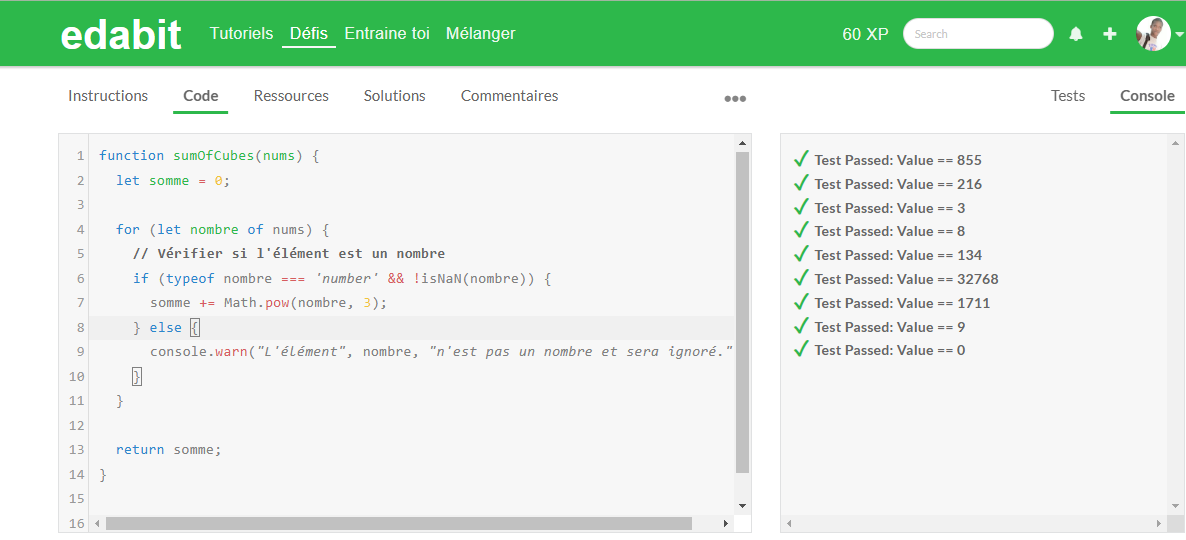 edabit Tutoriels Défis Entraine toi Mélanger 60 XP Search
Instructions Code Ressources Solutions Commentaires ••• Tests Console
1 function sumOfCubes(nums) {
2 let somme = 0;
3
4 for (let nombre of nums) {
5 // Vérifier si l'élément est un nombre
6 if (typeof nombre === 'number' && !isNaN(nombre)) {
7 somme += Math.pow(nombre, 3);
8 } else {
9 console.warn("L'élément", nombre, "n'est pas un nombre et sera ignoré."
10 }
11 }
12
13 return somme;
14 }
15
16
Test Passed: Value == 855
Test Passed: Value == 216
Test Passed: Value == 3
Test Passed: Value == 8
Test Passed: Value == 134
Test Passed: Value == 32768
Test Passed: Value == 1711
Test Passed: Value == 9
Test Passed: Value == 0